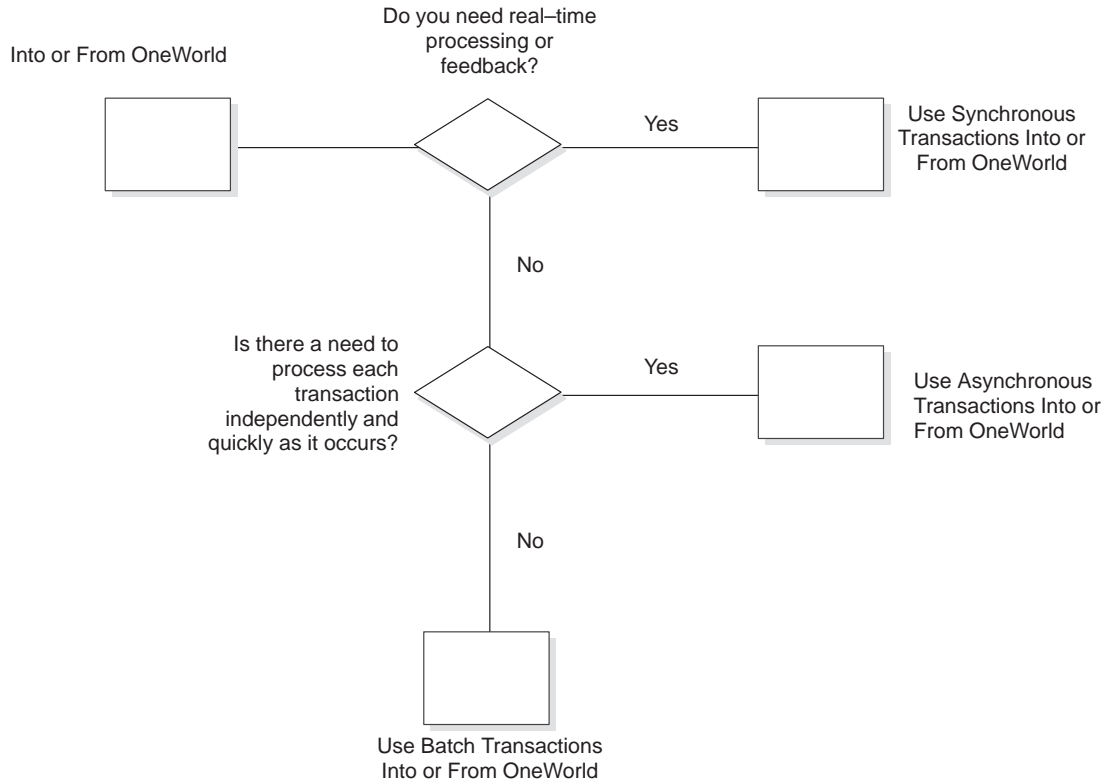 Do you need real–time
processing or
feedback?
Into or From OneWorld
Yes
Use Synchronous
Transactions Into or
From OneWorld
No
Is there a need to
process each
transaction
independently and
quickly as it occurs?
Yes
Use Asynchronous
Transactions Into or
From OneWorld
No
Use Batch Transactions
Into or From OneWorld